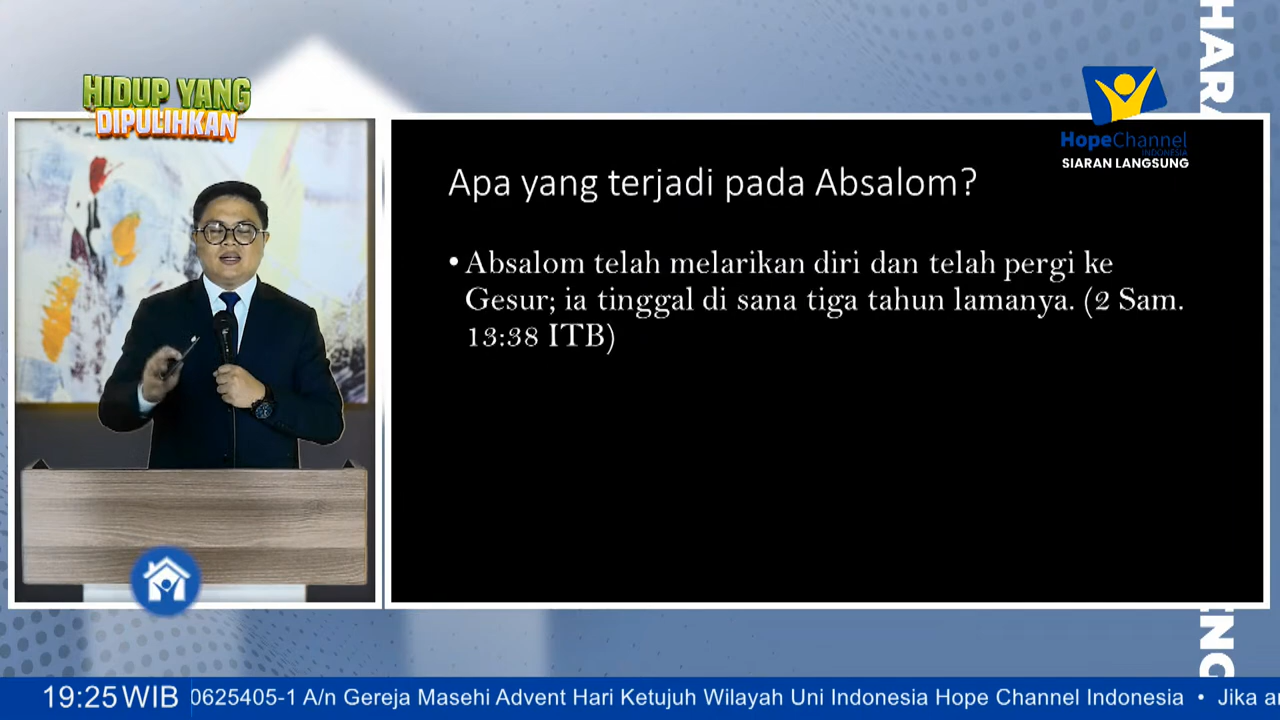 HIDUP YANG
DIPULIHKAN
HopeChannel
INDONESIA
SIARAN LANGSUNG
Apa yang terjadi pada Absalom?
• Absalom telah melarikan diri dan telah pergi ke
Gesur; ia tinggal di sana tiga tahun lamanya. (2 Sam.
13:38 ITB)
19:25 WIB
0625405-1 A/n Gereja Masehi Advent Hari Ketujuh Wilayah Uni Indonesia Hope Channel Indonesia • Jika